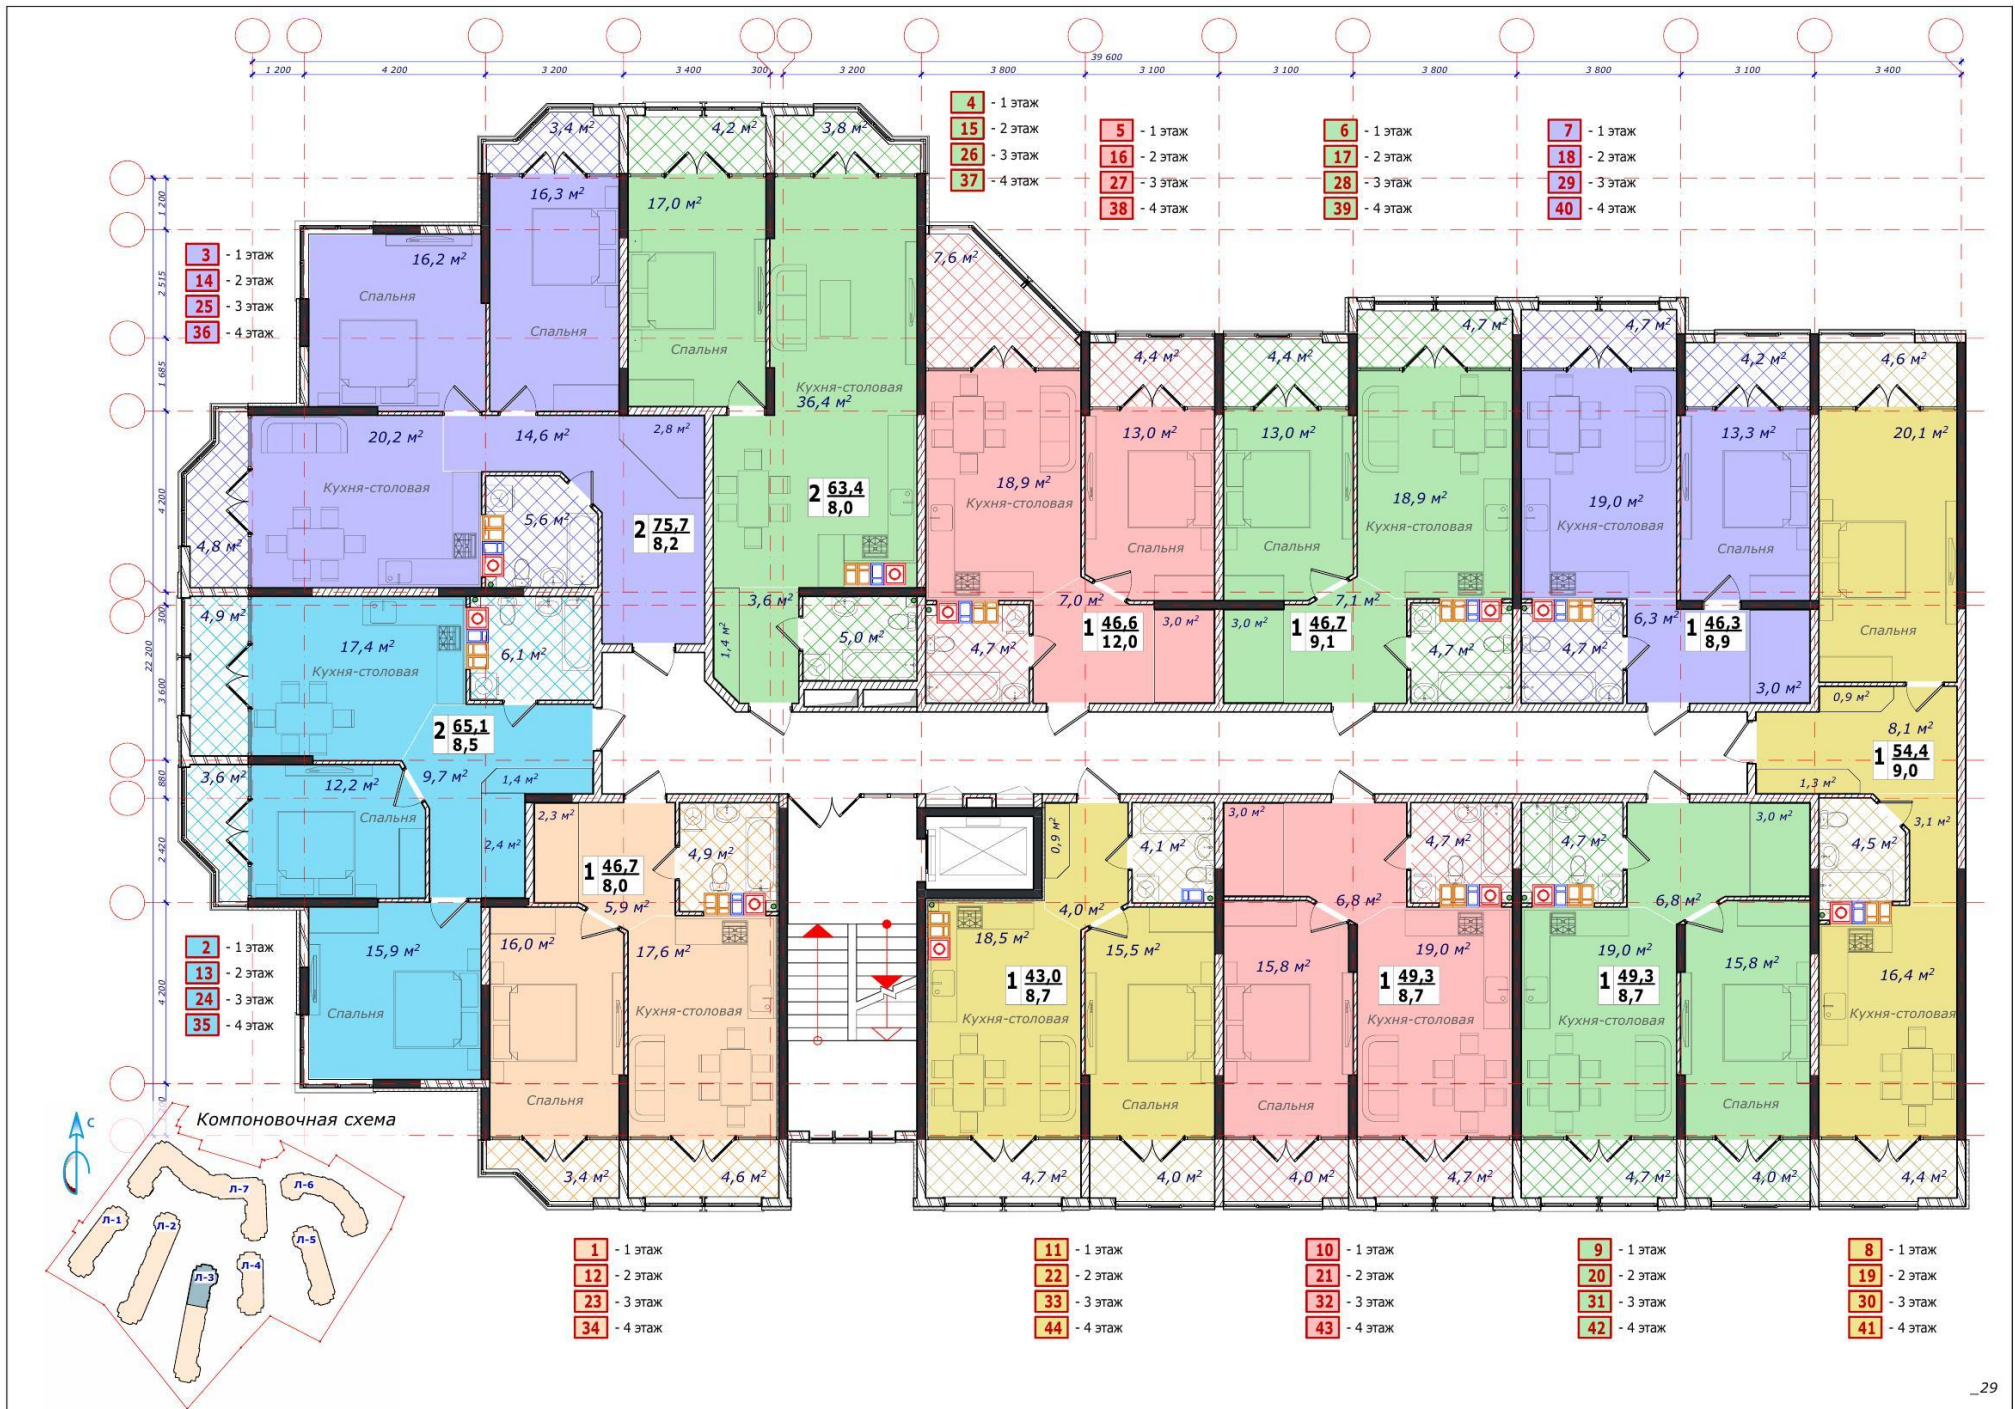 39 600
1 200
4 200
3 200
3 400
300
3 200
3 800
3 100
3 100
3 800
3 800
3 100
3 400
4 - 1 этаж
15 - 2 этаж
26 - 3 этаж
37 - 4 этаж
5 - 1 этаж
16 - 2 этаж
27 - 3 этаж
38 - 4 этаж
6 - 1 этаж
17 - 2 этаж
28 - 3 этаж
39 - 4 этаж
7 - 1 этаж
18 - 2 этаж
29 - 3 этаж
40 - 4 этаж
3 - 1 этаж
14 - 2 этаж
25 - 3 этаж
36 - 4 этаж
1 200
2 515
1 685
4 200
300
22 200
3 600
880
2 420
4 200
3,4 м²
16,3 м²
Спальня
16,2 м²
Спальня
20,2 м²
Кухня-столовая
14,6 м²
2,8 м²
5,6 м²
4,8 м²
2 75,7
8,2
4,2 м²
17,0 м²
Спальня
3,8 м²
Кухня-столовая
36,4 м²
2 63,4
8,0
3,6 м²
1,4 м²
5,0 м²
7,6 м²
18,9 м²
Кухня-столовая
4,4 м²
13,0 м²
Спальня
7,0 м²
1 46,6
12,0
3,0 м²
4,7 м²
4,4 м²
13,0 м²
Спальня
4,7 м²
18,9 м²
Кухня-столовая
7,1 м²
3,0 м²
1 46,7
9,1
4,7 м²
4,7 м²
19,0 м²
Кухня-столовая
4,2 м²
13,3 м²
Спальня
6,3 м²
1 46,3
8,9
4,7 м²
3,0 м²
4,6 м²
20,1 м²
Спальня
0,9 м²
8,1 м²
1 54,4
9,0
1,3 м²
3,1 м²
4,5 м²
16,4 м²
Кухня-столовая
4,4 м²
4,9 м²
17,4 м²
Кухня-столовая
6,1 м²
2 65,1
8,5
3,6 м²
12,2 м²
Спальня
9,7 м²
1,4 м²
2,4 м²
15,9 м²
Спальня
2,3 м²
4,9 м²
1 46,7
8,0
5,9 м²
16,0 м²
Спальня
17,6 м²
Кухня-столовая
3,4 м²
4,6 м²
0,9 м²
4,1 м²
4,0 м²
18,5 м²
1 43,0
8,7
Кухня-столовая
15,5 м²
Спальня
4,7 м²
4,0 м²
3,0 м²
4,7 м²
6,8 м²
15,8 м²
Спальня
19,0 м²
1 49,3
8,7
Кухня-столовая
4,0 м²
4,7 м²
4,7 м²
3,0 м²
6,8 м²
19,0 м²
1 49,3
8,7
Кухня-столовая
15,8 м²
Спальня
4,7 м²
4,0 м²
2 - 1 этаж
13 - 2 этаж
24 - 3 этаж
35 - 4 этаж
Компоновочная схема
С
Л-7
Л-6
Л-1
Л-2
Л-5
Л-4
Л-3
1 - 1 этаж
12 - 2 этаж
23 - 3 этаж
34 - 4 этаж
11 - 1 этаж
22 - 2 этаж
33 - 3 этаж
44 - 4 этаж
10 - 1 этаж
21 - 2 этаж
32 - 3 этаж
43 - 4 этаж
9 - 1 этаж
20 - 2 этаж
31 - 3 этаж
42 - 4 этаж
8 - 1 этаж
19 - 2 этаж
30 - 3 этаж
41 - 4 этаж
_29